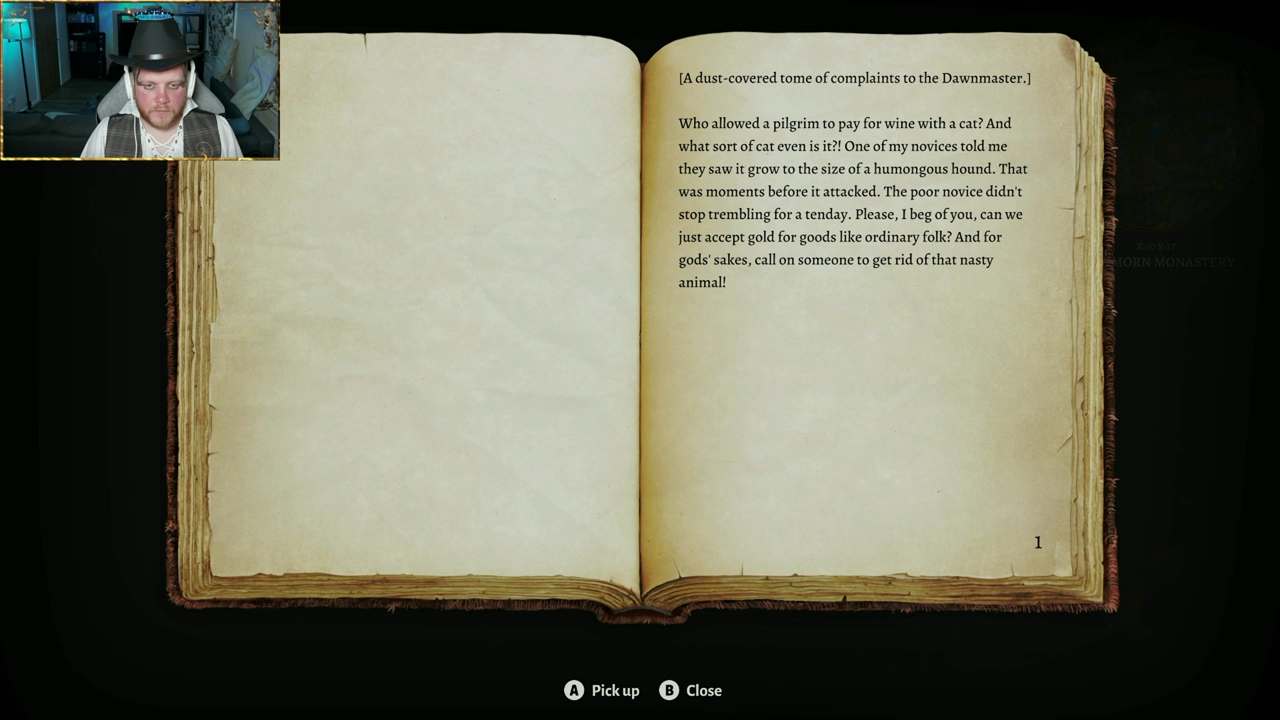 [A dust-covered tome of complaints to the Dawnmaster.]
Who allowed a pilgrim to pay for wine with a cat? And
what sort of cat even is it?! One of my novices told me
they saw it grow to the size of a humongous hound. That
was moments before it attacked. The poor novice didn't
stop trembling for a tenday. Please, I beg of you, can we
just accept gold for goods like ordinary folk? And for
gods' sakes, call on someone to get rid of that nasty
animal!
MORN MONASTERY
1
A Pick up B Close